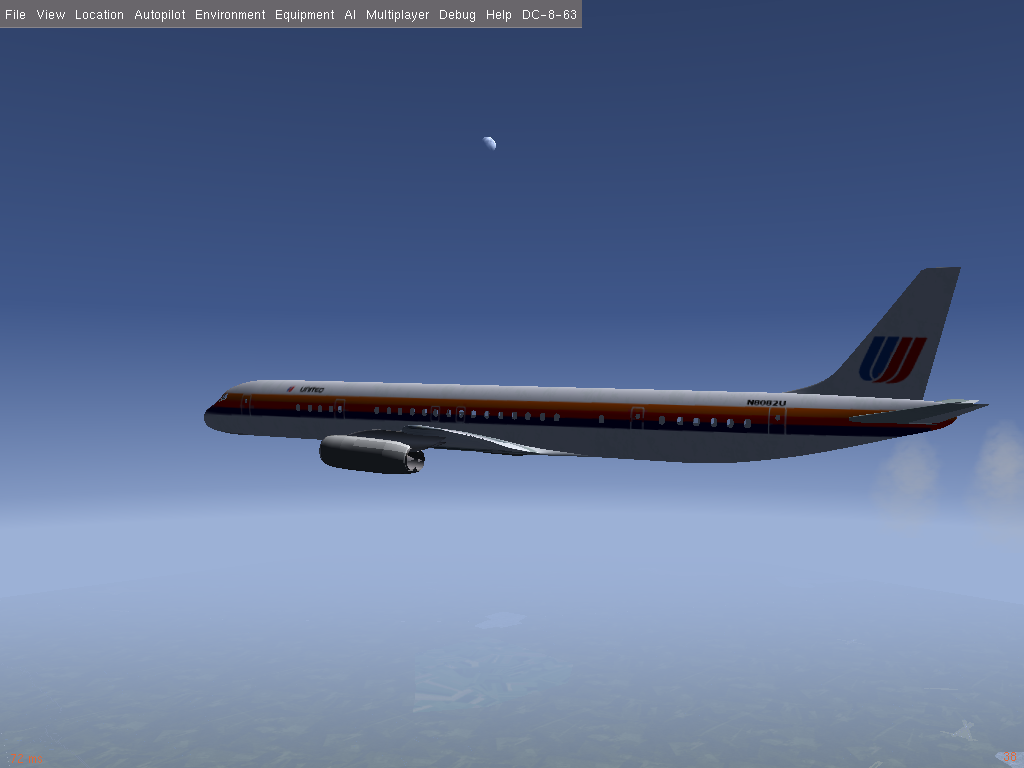 File View Location Autopilot Environment Equipment AI Multiplayer Debug Help DC-8-63
UNITED
N8082U